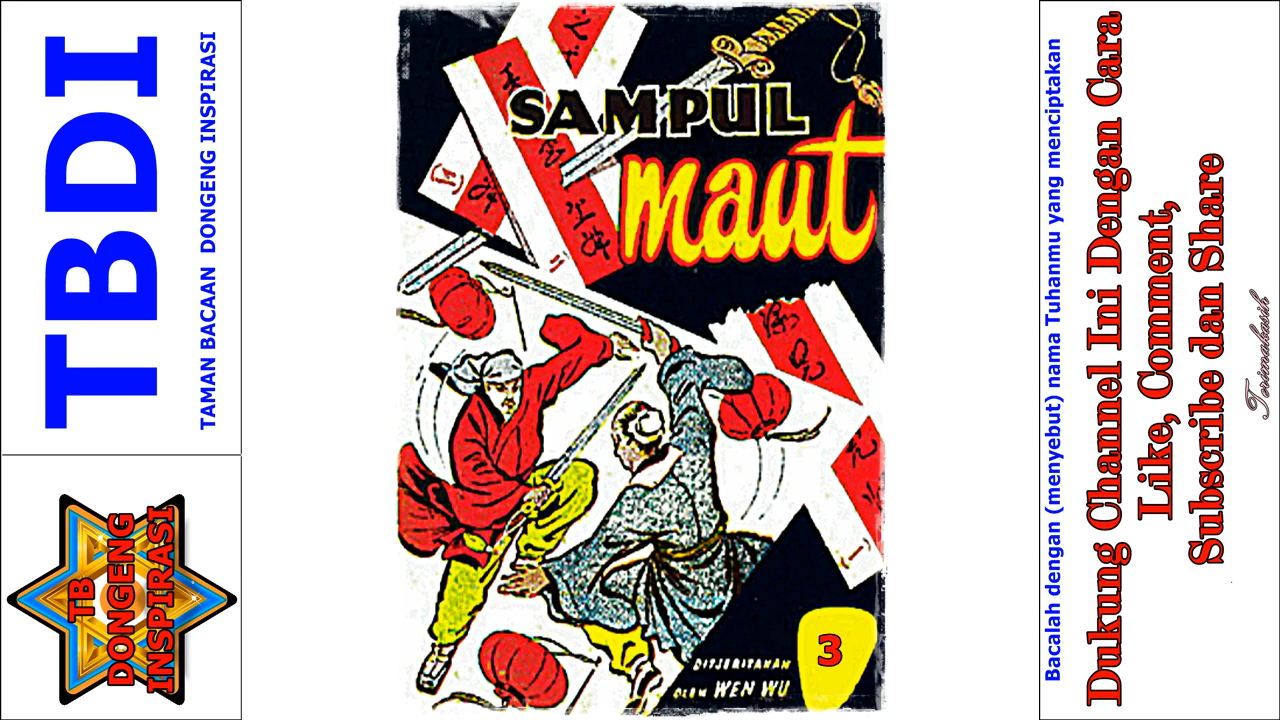 TBDI
TAMAN BACAAN DONGENG INSPIRASI
TB
DONGENG
INSPIRASI
SAMPUL
maut
3
DITJERITAKAN
OLEH WEN WU
Bacalah dengan (menyebut) nama Tuhanmu yang menciptakan
Dukung Channel Ini Dengan Cara
Like, Comment,
Subscribe dan Share
Terimakasih